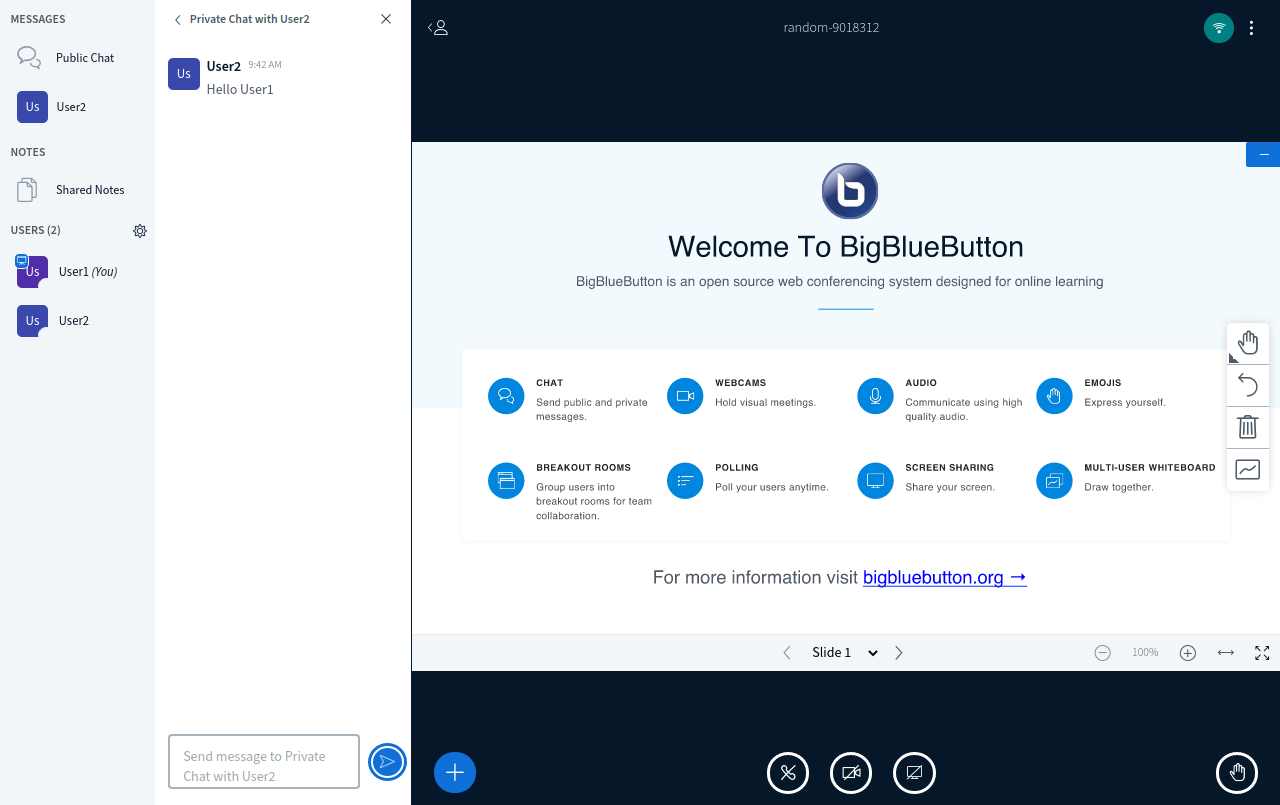 MESSAGES
Public Chat
Us User2
NOTES
Shared Notes
USERS (2)
Us User1 (You)
Us User2
Private Chat with User2
Us User2 9:42 AM
Hello User1
Send message to Private
Chat with User2
random-9018312
b
Welcome To BigBlueButton
BigBlueButton is an open source web conferencing system designed for online learning
CHAT
Send public and private
messages.
WEBCAMS
Hold visual meetings.
AUDIO
Communicate using high
quality audio.
EMOJIS
Express yourself.
BREAKOUT ROOMS
Group users into
breakout rooms for team
collaboration.
POLLING
Poll your users anytime.
SCREEN SHARING
Share your screen.
MULTI-USER WHITEBOARD
Draw together.
For more information visit bigbluebutton.org →
Slide 1
100%